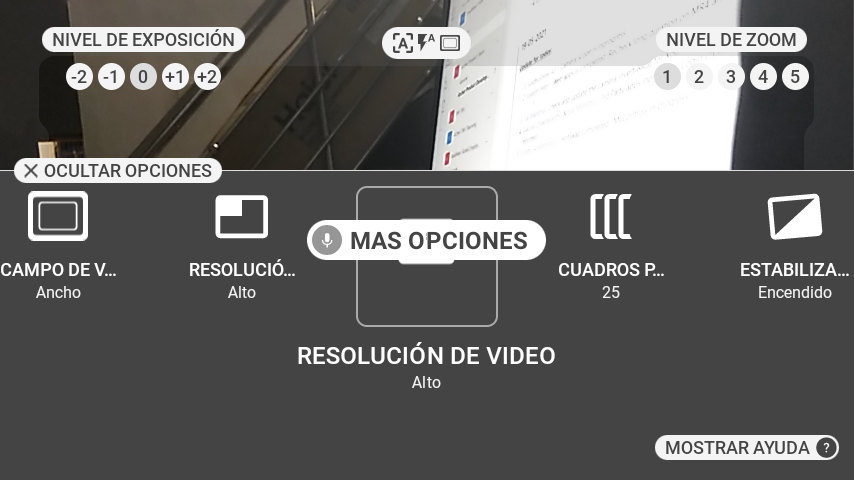 NIVEL DE EXPOSICIÓN
A
A
NIVEL DE ZOOM
-2 -1 0 +1 +2
1 2 3 4 5
OCULTAR OPCIONES
MAS OPCIONES
CAMPO DE V...
Ancho
RESOLUCIÓ...
Alto
CUADROS P...
25
ESTABILIZA...
Encendido
RESOLUCIÓN DE VIDEO
Alto
MOSTRAR AYUDA ?